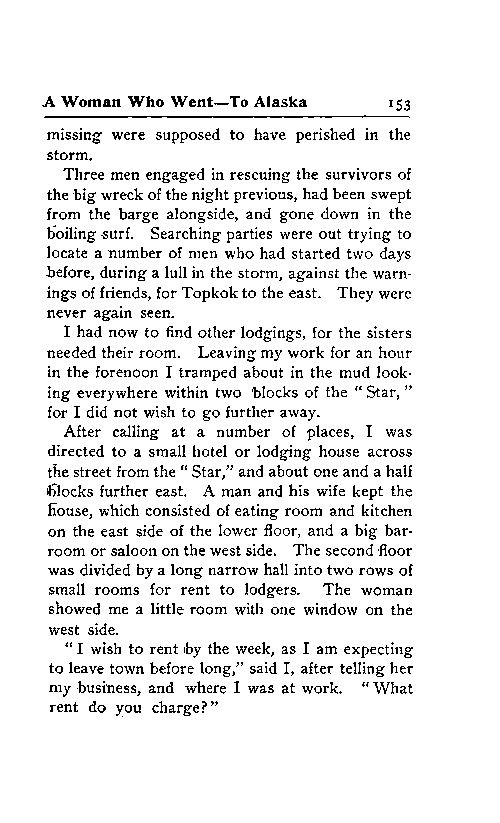 A Woman Who Went—To Alaska 153
missing were supposed to have perished in the
storm.
Three men engaged in rescuing the survivors of
the big wreck of the night previous, had been swept
from the barge alongside, and gone down in the
boiling surf. Searching parties were out trying to
locate a number of men who had started two days
before, during a lull in the storm, against the warn-
ings of friends, for Topkok to the east. They were
never again seen.
I had now to find other lodgings, for the sisters
needed their room. Leaving my work for an hour
in the forenoon I tramped about in the mud look-
ing everywhere within two blocks of the "Star,"
for I did not wish to go further away.
After calling at a number of places, I was
directed to a small hotel or lodging house across
the street from the "Star," and about one and a half
blocks further east. A man and his wife kept the
house, which consisted of eating room and kitchen
on the east side of the lower floor, and a big bar-
room or saloon on the west side. The second floor
was divided by a long narrow hall into two rows of
small rooms for rent to lodgers. The woman
showed me a little room with one window on the
west side.
"I wish to rent by the week, as I am expecting
to leave town before long," said I, after telling her
my business, and where I was at work. "What
rent do you charge?"